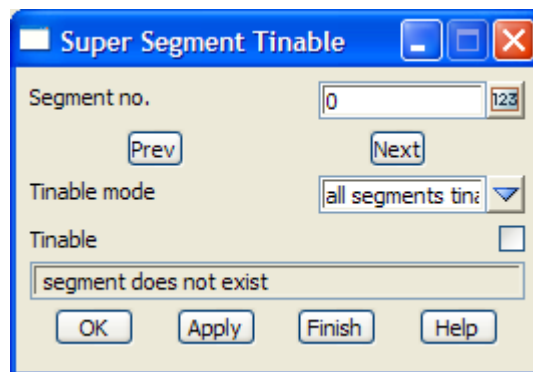 Super Segment Tinable
Segment no. 0 123
Prev Next
Tinable mode all segments tina
Tinable
segment does not exist
OK Apply Finish Help